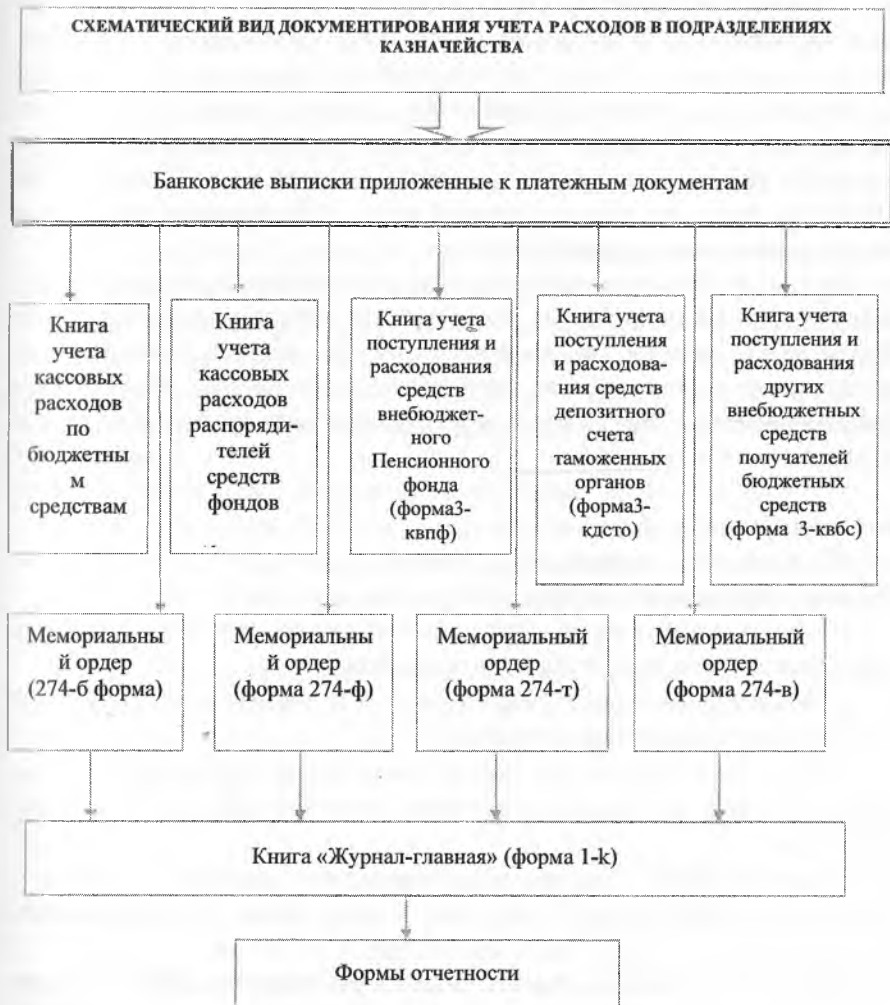 СХЕМАТИЧЕСКИЙ ВИД ДОКУМЕНТИРОВАНИЯ УЧЕТА РАСХОДОВ В ПОДРАЗДЕЛЕНИЯХ
КАЗНАЧЕЙСТВА
Банковские выписки приложенные к платежным документам
Книга
учета
кассовых
расходов
по
бюджетны
м
средствам
Книга
учета
кассовых
расходов
распоряди-
телей
средств
фондов
Книга учета
поступления и
расходования
средств
внебюджет-
ного
Пенсионного
фонда
(форма3-
квпф)
Книга учета
поступления
и расходова-
ния средств
депозитного
счета
таможенных
органов
(форма3-
кдсто)
Книга учета
поступления и
расходования
других
внебюджетных
средств
получателей
бюджетных
средств
(форма 3-квбс)
Мемориальны
й ордер
(274-б форма)
Мемориальны
й ордер
(форма 274-ф)
Мемориальный
ордер
(форма 274-т)
Мемориальный
ордер
(форма 274-в)
Книга «Журнал-главная» (форма 1-k)
Формы отчетности